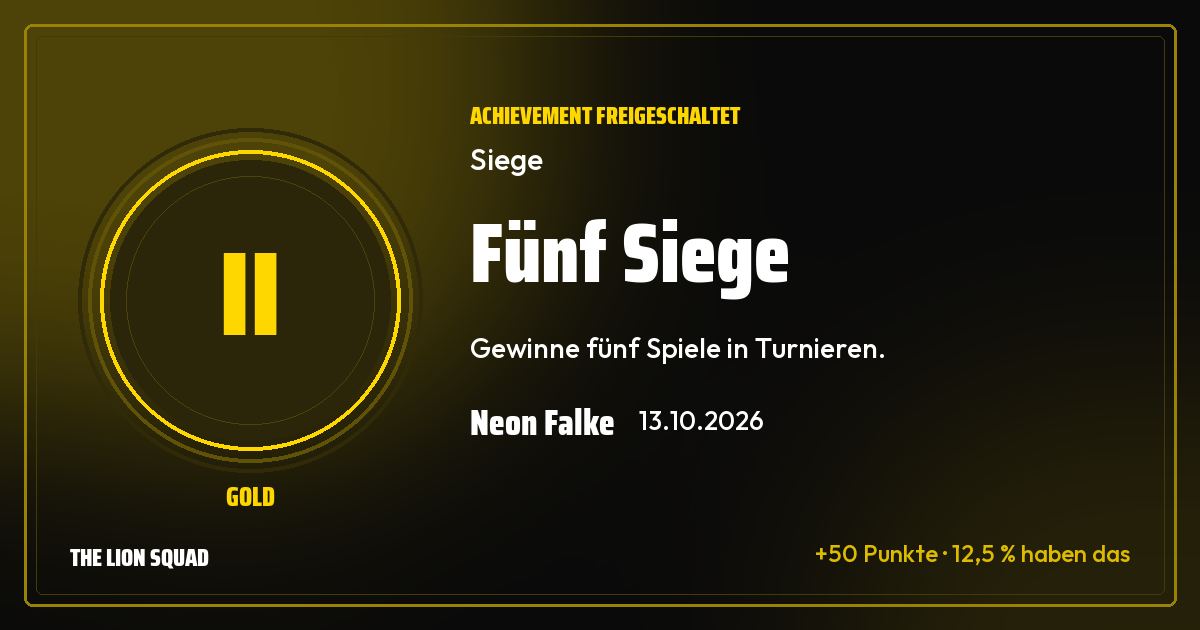 ACHIEVEMENT FREIGESCHALTET
Siege
Fünf Siege
Gewinne fünf Spiele in Turnieren.
Neon Falke 13.10.2026
II
GOLD
THE LION SQUAD
+50 Punkte · 12,5 % haben das